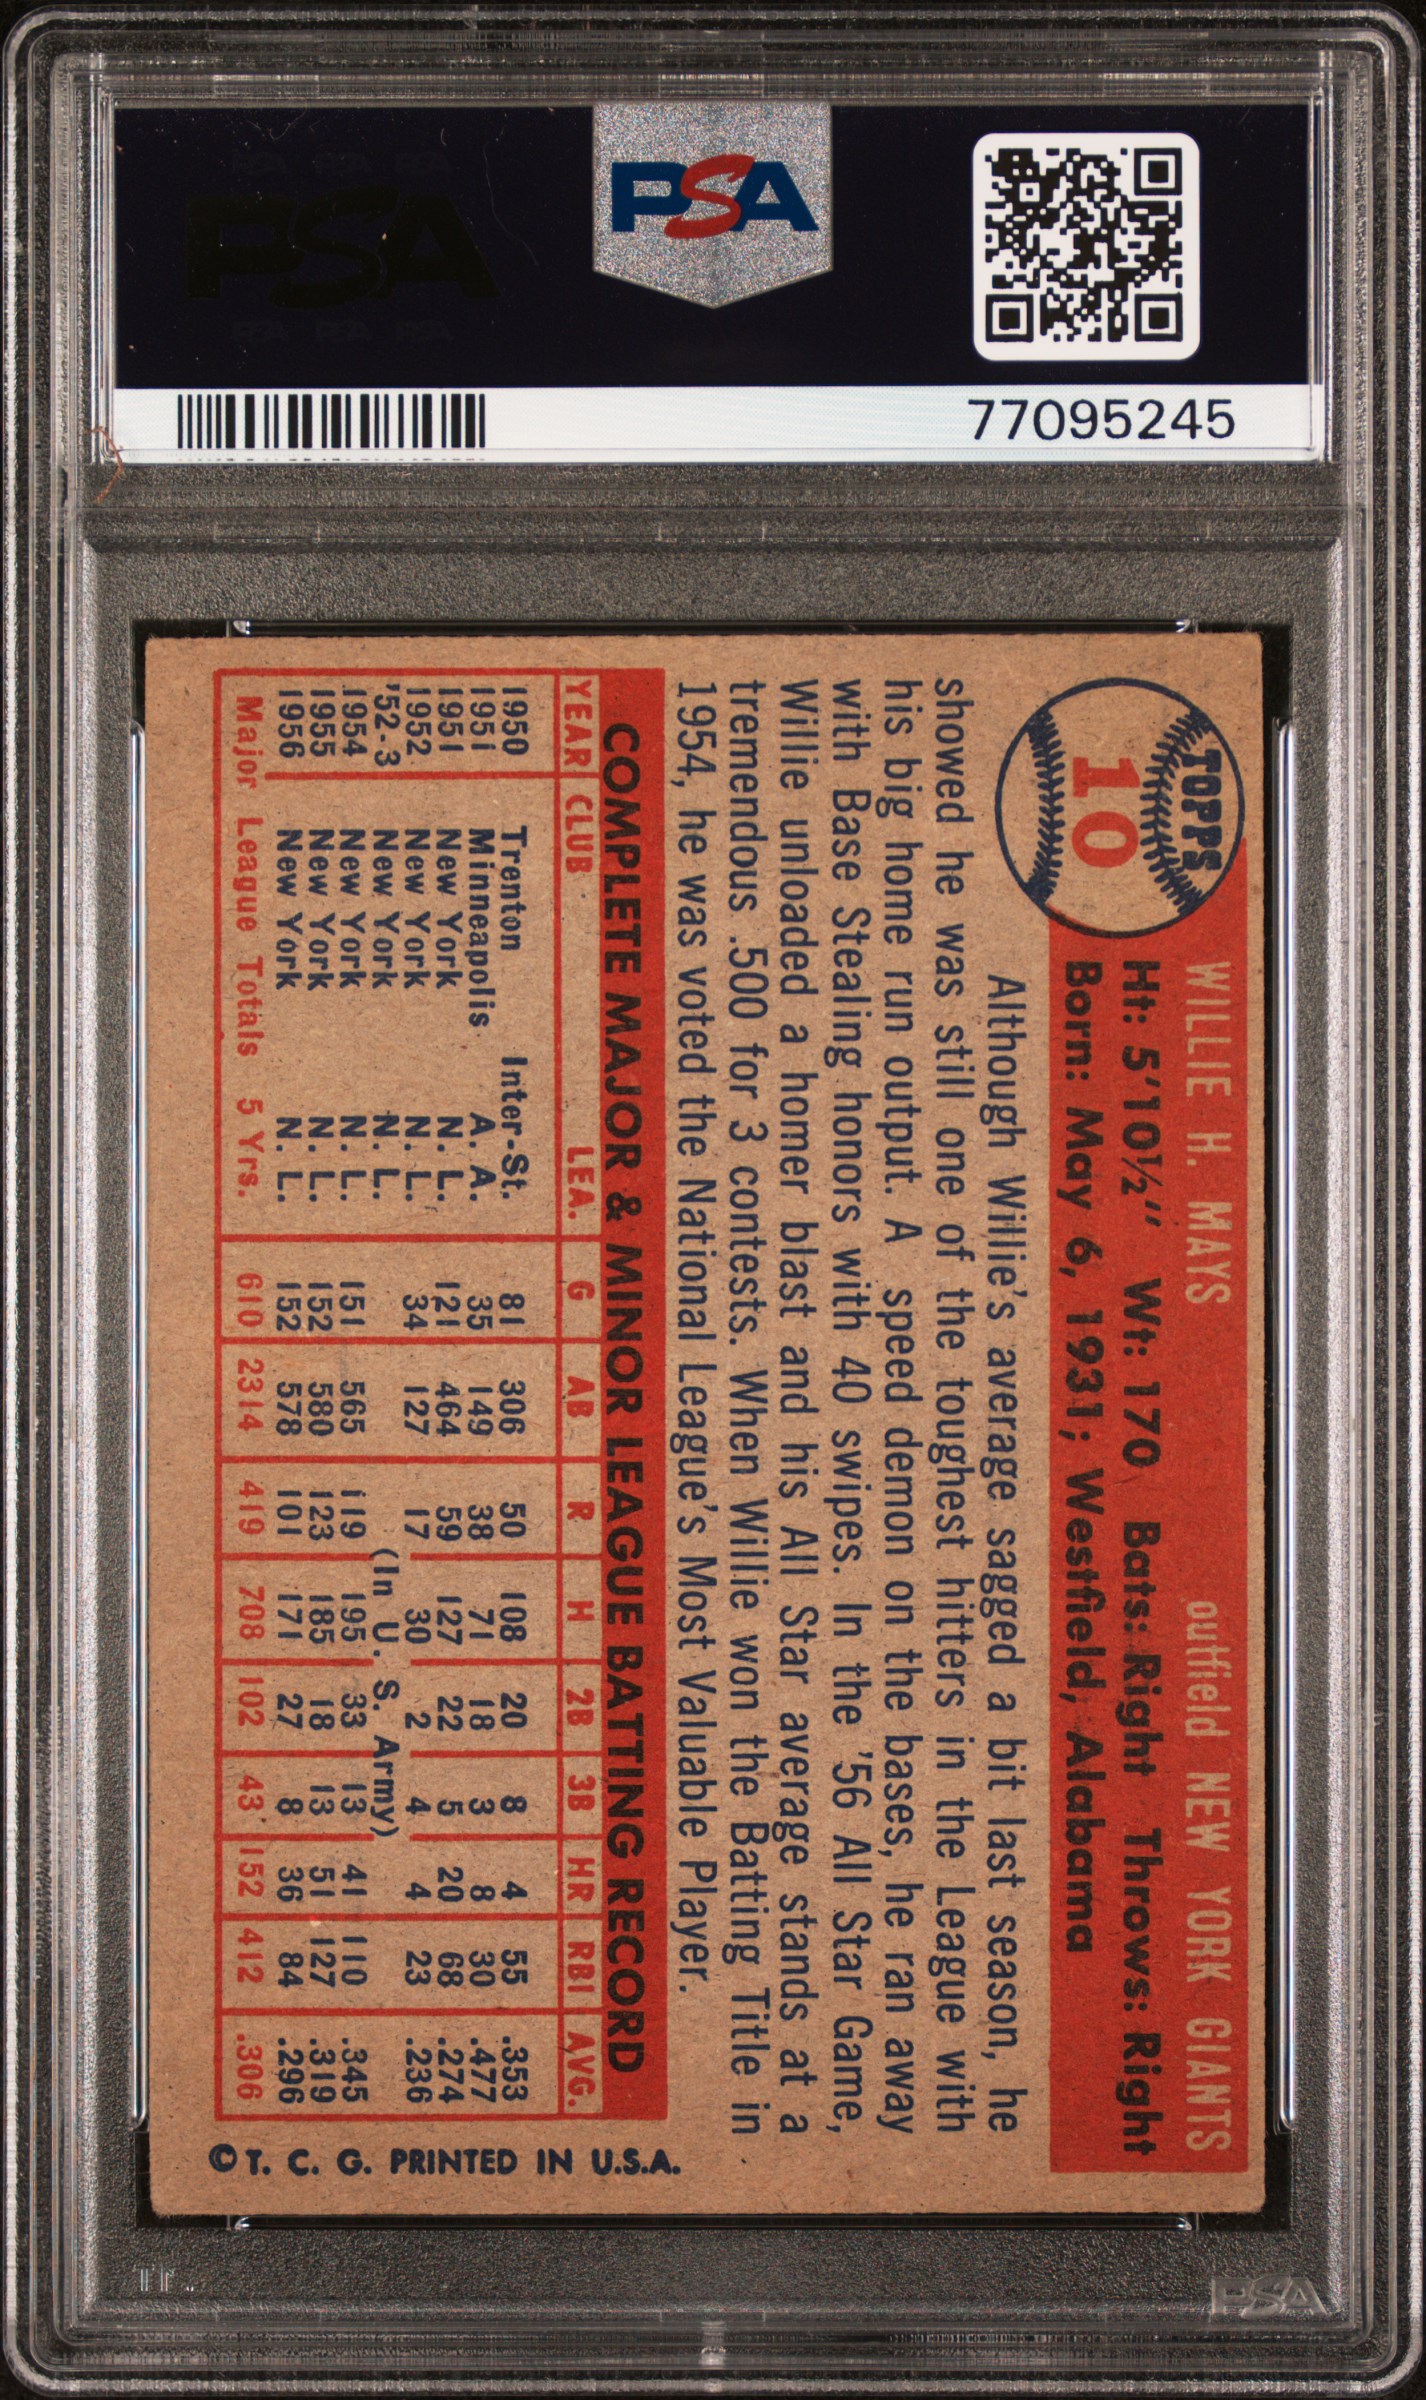 PSA
PSA
77095245
TOPPS
10
WILLIE H. MAYS outfield NEW YORK GIANTS
Ht: 5'10½" Wt: 170 Bats: Right Throws: Right
Born: May 6, 1931; Westfield, Alabama
Although Willie's average sagged a bit last season, he
showed he was still one of the toughest hitters in the League with
his big home run output. A speed demon on the bases, he ran away
with Base Stealing honors with 40 swipes. In the '56 All Star Game,
Willie unloaded a homer blast and his All Star average stands at a
tremendous .500 for 3 contests. When Willie won the Batting Title in
1954, he was voted the National League's Most Valuable Player.
COMPLETE MAJOR & MINOR LEAGUE BATTING RECORD
YEAR CLUB LEA. G AB R H 2B 3B HR RBI AVG.
1950 Trenton Inter-St. 81 306 50 108 20 8 4 55 .353
1951 Minneapolis A. A. 35 149 38 71 18 3 8 30 .477
1951 New York N. L. 121 464 59 127 22 5 20 68 .274
1952 New York N. L. 34 127 17 30 2 4 4 23 .236
'52-3 New York N. L. (In U. S. Army)
1954 New York N. L. 151 565 119 195 33 13 41 110 .345
1955 New York N. L. 152 580 123 185 18 13 51 127 .319
1956 New York N. L. 152 578 101 171 27 8 36 84 .296
Major League Totals 5 Yrs. 610 2314 419 708 102 43 152 412 .306
© T. C. G. PRINTED IN U.S.A.
PSA